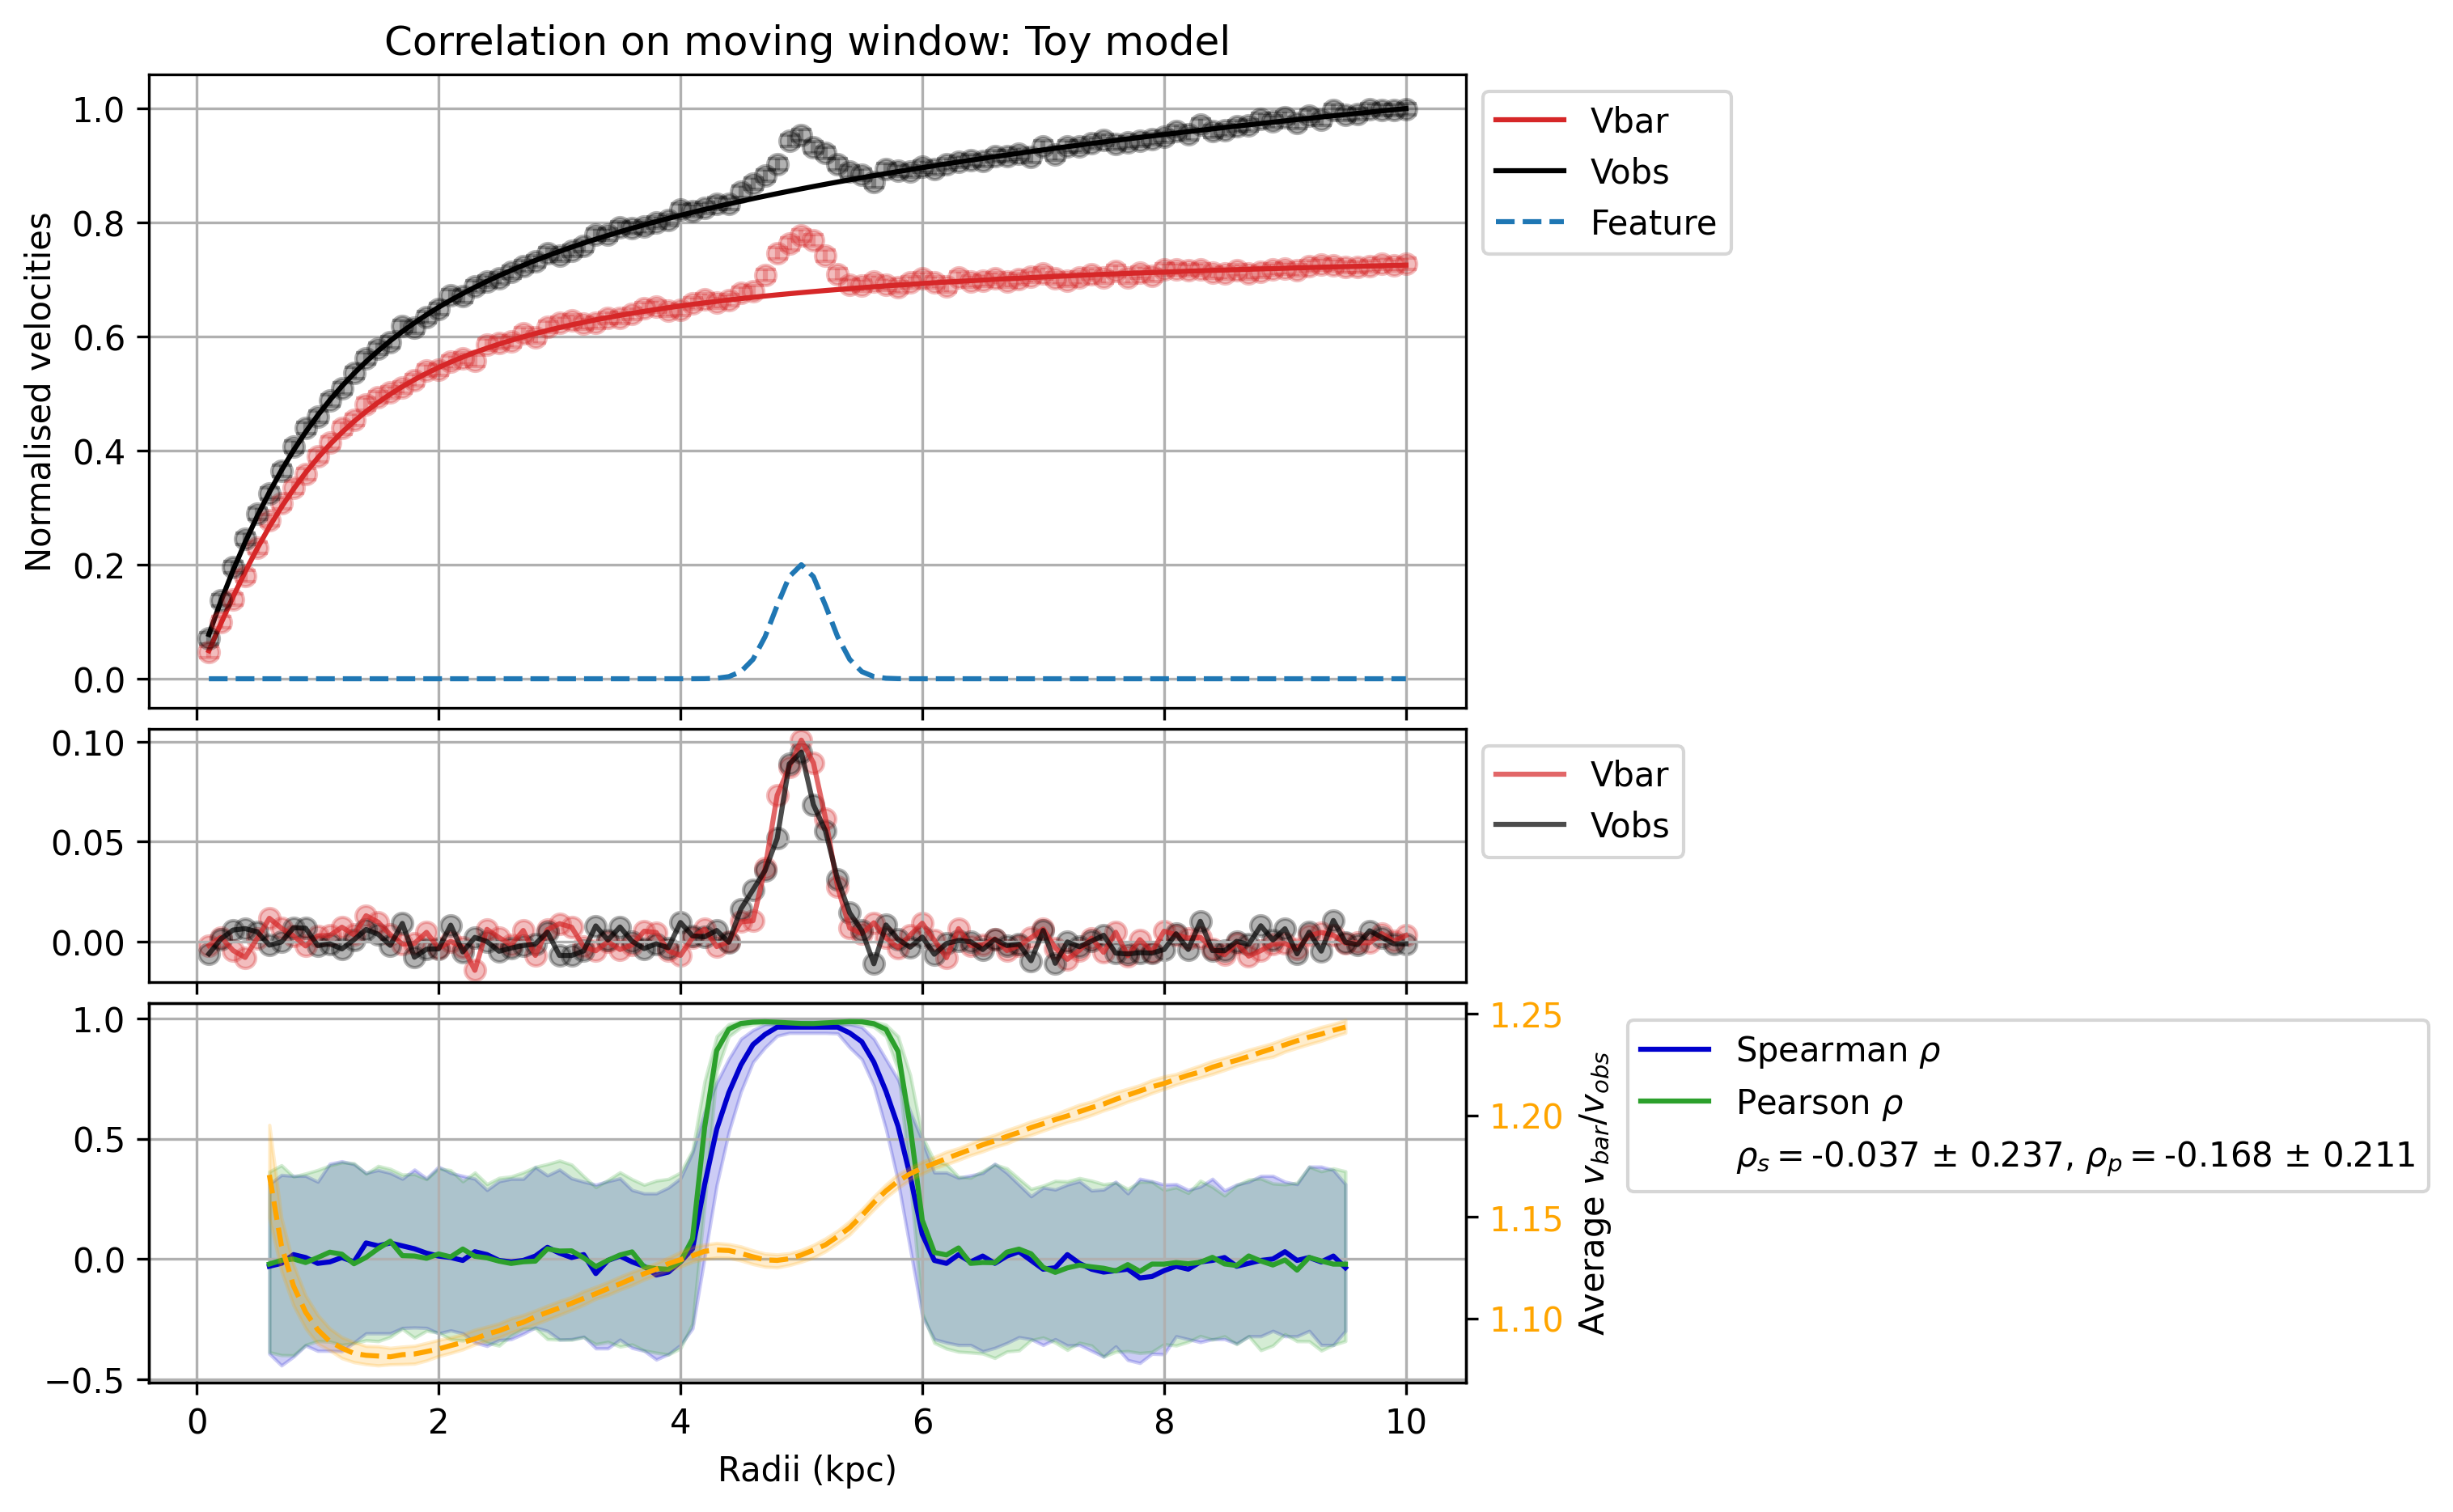 Correlation on moving window: Toy model
Normalised velocities
1.0
0.8
0.6
0.4
0.2
0.0
Vbar
Vobs
Feature
0.10
0.05
0.00
Vbar
Vobs
1.0
0.5
0.0
−0.5
1.25
1.20
1.15
1.10
Average v_bar/v_obs
Spearman ρ
Pearson ρ
ρ_s = -0.037 ± 0.237, ρ_p = -0.168 ± 0.211
0 2 4 6 8 10
Radii (kpc)